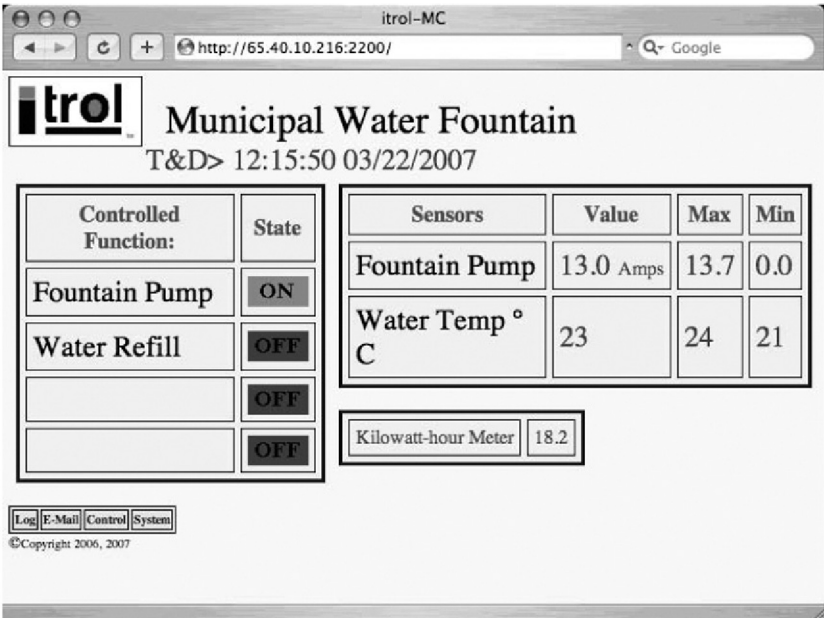 itrol-MC
http://65.40.10.216:2200/
Google
itrol
Municipal Water Fountain
T&D> 12:15:50 03/22/2007
Controlled Function: State
Fountain Pump ON
Water Refill OFF
OFF
OFF
Sensors Value Max Min
Fountain Pump 13.0 Amps 13.7 0.0
Water Temp °
C 23 24 21
Kilowatt-hour Meter 18.2
Log E-Mail Control System
©Copyright 2006, 2007